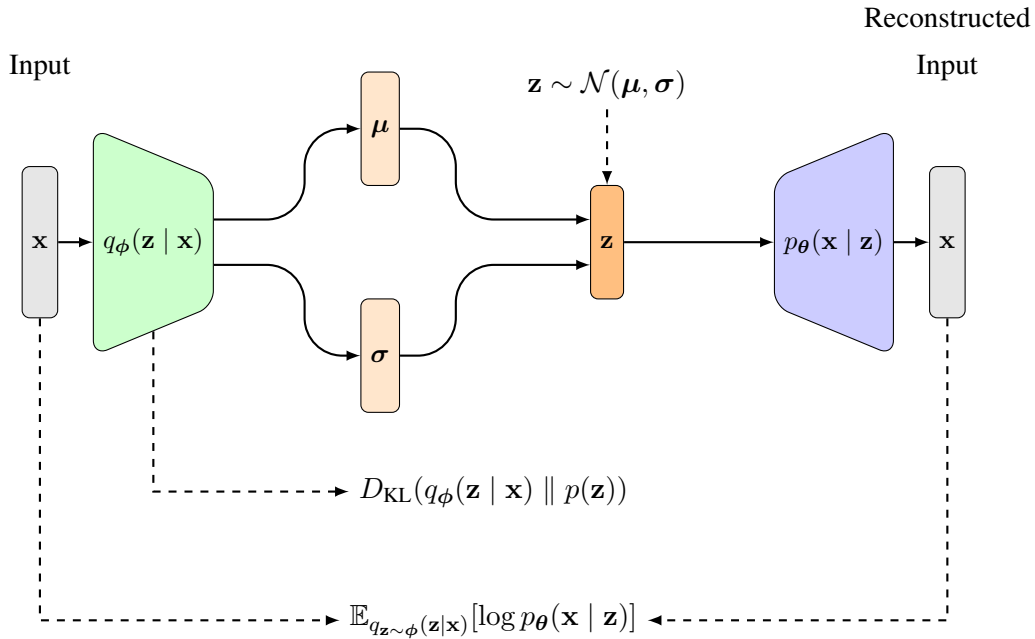 Reconstructed
Input
Input
𝐳 ∼ 𝒩(𝝁, 𝝈)
𝝁
𝐱
q_𝝓(𝐳 | 𝐱)
𝐳
p_𝜽(𝐱 | 𝐳)
𝐱
𝝈
D_KL(q_𝝓(𝐳 | 𝐱) ∥ p(𝐳))
𝔼_{q_{𝐳∼𝝓}(𝐳|𝐱)}[log p_𝜽(𝐱 | 𝐳)]